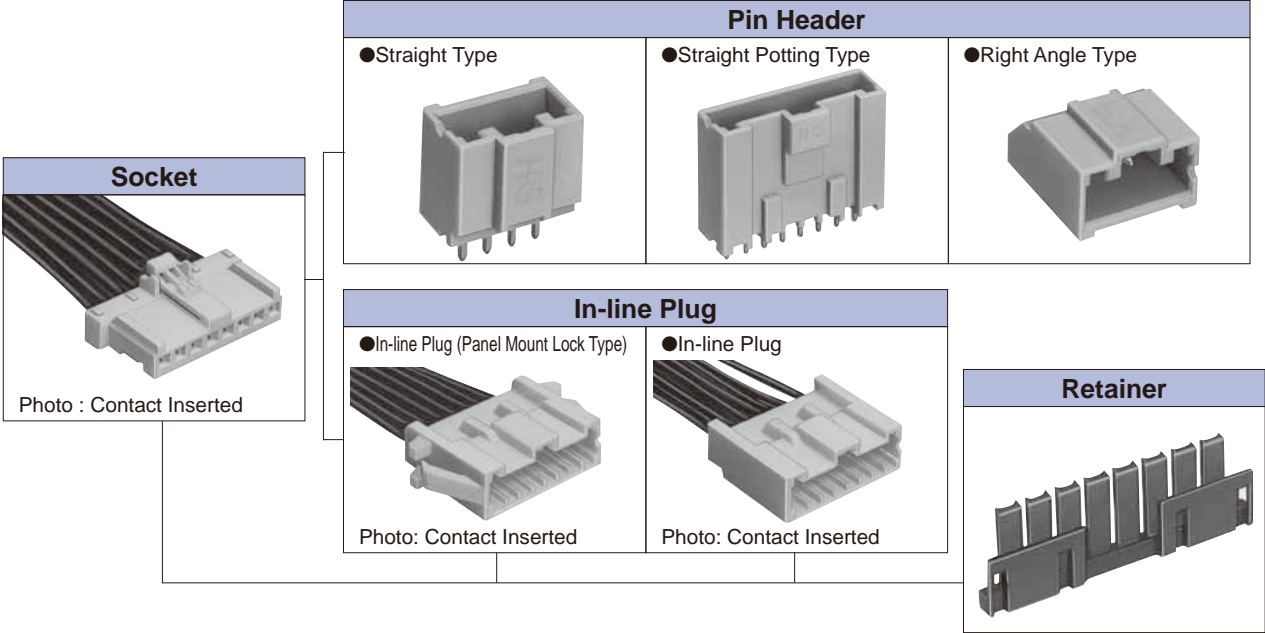 Pin Header
●Straight Type
●Straight Potting Type
●Right Angle Type
Socket
Photo : Contact Inserted
In-line Plug
●In-line Plug (Panel Mount Lock Type)
●In-line Plug
Photo: Contact Inserted
Photo: Contact Inserted
Retainer